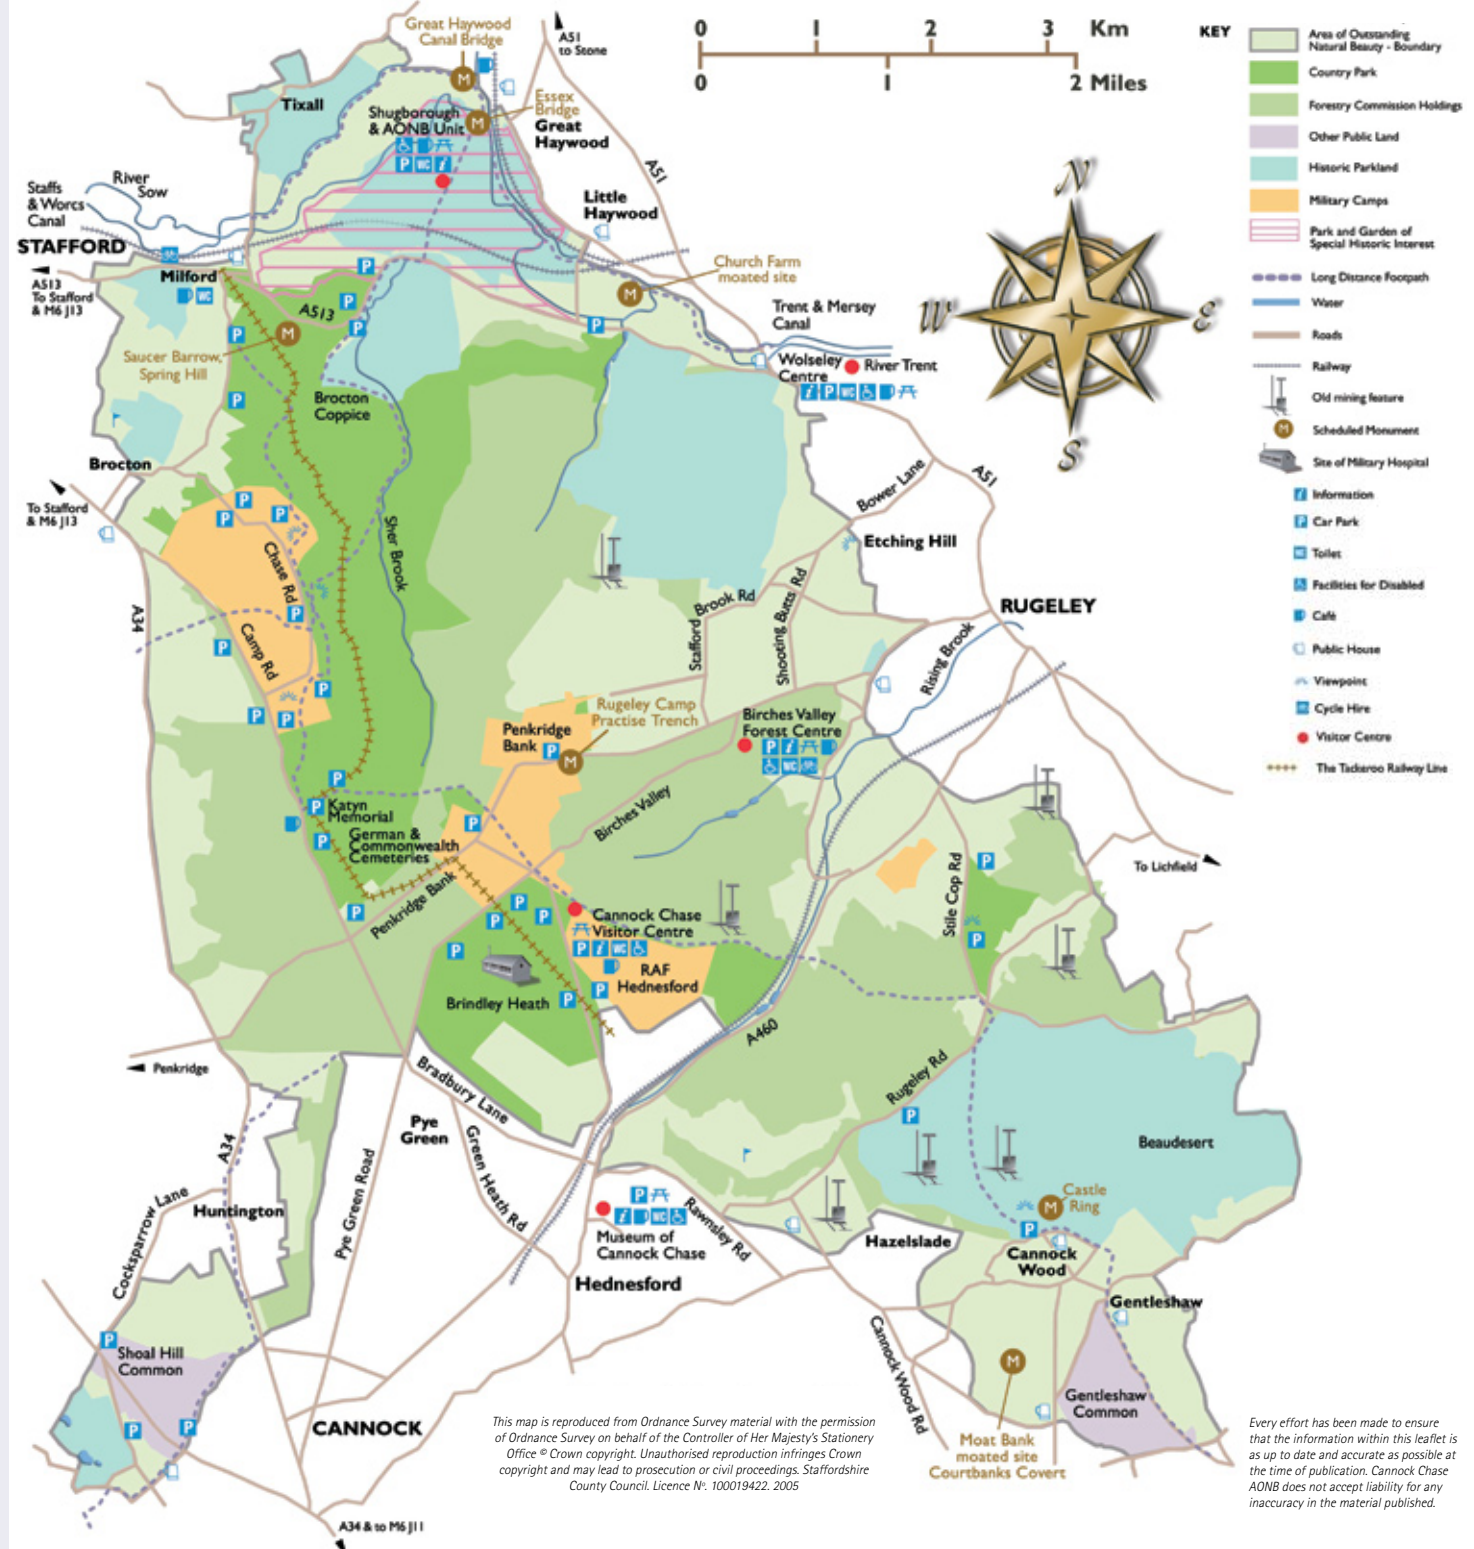 Great Haywood
Canal Bridge
A51
to Stone
0
1
2
3
Km
0
1
2
Miles
KEY
Area of Outstanding
Natural Beauty - Boundary
Country Park
Forestry Commission Holdings
Other Public Land
Historic Parkland
Military Camps
Park and Garden of
Special Historic Interest
Long Distance Footpath
Water
Roads
Railway
Old mining feature
M
Scheduled Monument
Site of Military Hospital
i
Information
P
Car Park
WC
Toilet
Facilities for Disabled
Café
Public House
Viewpoint
Cycle Hire
Visitor Centre
The Tackeroo Railway Line
N
W
E
S
Tixall
M
Essex
Bridge
Shugborough
& AONB Unit
M
Great
Haywood
P WC i
A51
River
Sow
Staffs
& Worcs
Canal
STAFFORD
Little
Haywood
Church Farm
moated site
M
Milford
WC
A513
To Stafford
& M6 J13
P
P
A513
P
P
M
P
Saucer Barrow,
Spring Hill
P
Brocton
Coppice
Trent & Mersey
Canal
Wolseley
Centre
River Trent
i P WC
Brocton
To Stafford
& M6 J13
P
P
P
Chase Rd
Sher Brook
Bower Lane
A51
Etching Hill
RUGELEY
Stafford
Brook Rd
Shooting Butts Rd
Rising Brook
A34
P
P
Camp Rd
P
P
P
Rugeley Camp
Practise Trench
Penkridge
Bank
P
M
Birches Valley
Forest Centre
P i
WC
Birches Valley
P
P
Katyn
Memorial
P
German &
Commonwealth
Cemeteries
P
P
Penkridge Bank
P
P
P
P
Cannock Chase
Visitor Centre
P i WC
RAF
Hednesford
P
P
Brindley Heath
Stile Cop Rd
P
P
To Lichfield
A460
Penkridge
Bradbury Lane
Pye
Green
Green Heath Rd
Rugeley Rd
P
Beaudesert
A34
Pye Green Road
Cocksparrow Lane
Huntington
P
i WC
Museum of
Cannock Chase
Rawnsley Rd
Hednesford
Hazelslade
M
Castle
Ring
P
Cannock
Wood
Gentleshaw
P
Shoal Hill
Common
P
P
CANNOCK
Cannock Wood Rd
M
Gentleshaw
Common
Moat Bank
moated site
Courtbanks Covert
A34 & to M6 J11
This map is reproduced from Ordnance Survey material with the permission
of Ordnance Survey on behalf of the Controller of Her Majesty's Stationery
Office © Crown copyright. Unauthorised reproduction infringes Crown
copyright and may lead to prosecution or civil proceedings. Staffordshire
County Council. Licence Nº. 100019422. 2005
Every effort has been made to ensure
that the information within this leaflet is
as up to date and accurate as possible at
the time of publication. Cannock Chase
AONB does not accept liability for any
inaccuracy in the material published.